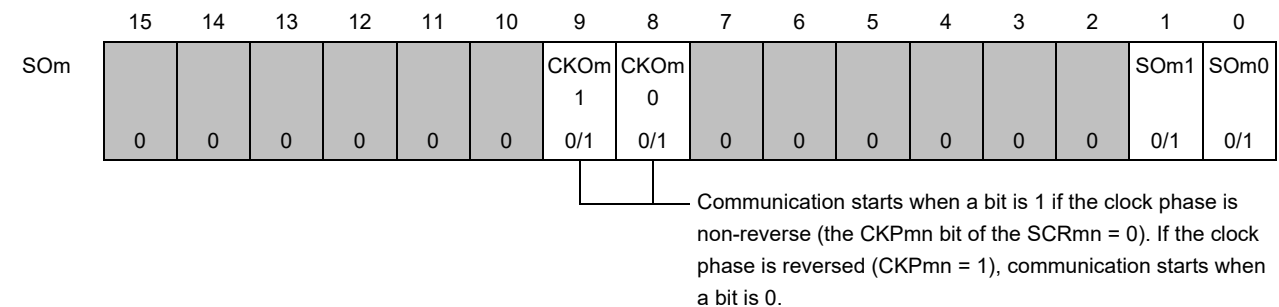 15 14 13 12 11 10 9 8 7 6 5 4 3 2 1 0
SOm CKOm CKOm SOm1 SOm0
1 0
0 0 0 0 0 0 0/1 0/1 0 0 0 0 0 0 0/1 0/1
Communication starts when a bit is 1 if the clock phase is
non-reverse (the CKPmn bit of the SCRmn = 0). If the clock
phase is reversed (CKPmn = 1), communication starts when
a bit is 0.